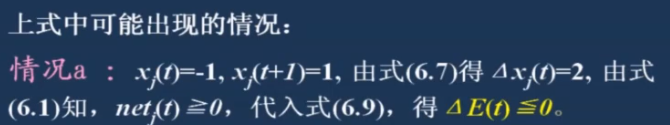 上式中可能出现的情况：
情况a ：xj(t)=-1, xj(t+1)=1, 由式(6.7)得 Δxj(t)=2, 由式
(6.1)知，netj(t)≧0，代入式(6.9)，得ΔE(t)≦0。